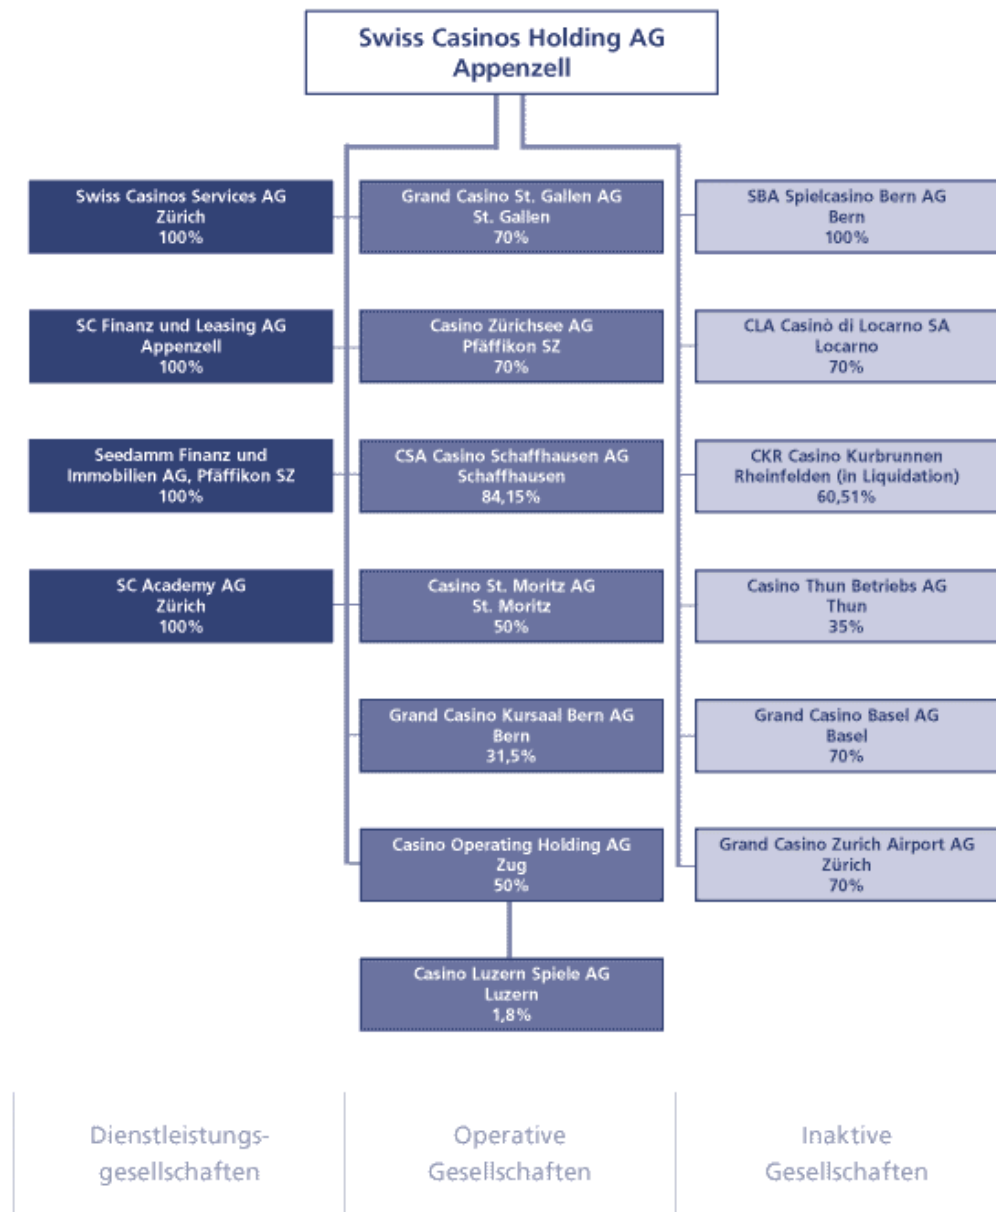 Swiss Casinos Holding AG
Appenzell
Swiss Casinos Services AG
Zürich
100%
Grand Casino St. Gallen AG
St. Gallen
70%
SBA Spielcasino Bern AG
Bern
100%
SC Finanz und Leasing AG
Appenzell
100%
Casino Zürichsee AG
Pfäffikon SZ
70%
CLA Casinò di Locarno SA
Locarno
70%
Seedamm Finanz und
Immobilien AG, Pfäffikon SZ
100%
CSA Casino Schaffhausen AG
Schaffhausen
84,15%
CKR Casino Kurbrunnen
Rheinfelden (in Liquidation)
60,51%
SC Academy AG
Zürich
100%
Casino St. Moritz AG
St. Moritz
50%
Casino Thun Betriebs AG
Thun
35%
Grand Casino Kursaal Bern AG
Bern
31,5%
Grand Casino Basel AG
Basel
70%
Casino Operating Holding AG
Zug
50%
Grand Casino Zurich Airport AG
Zürich
70%
Casino Luzern Spiele AG
Luzern
1,8%
Dienstleistungs-
gesellschaften
Operative
Gesellschaften
Inaktive
Gesellschaften